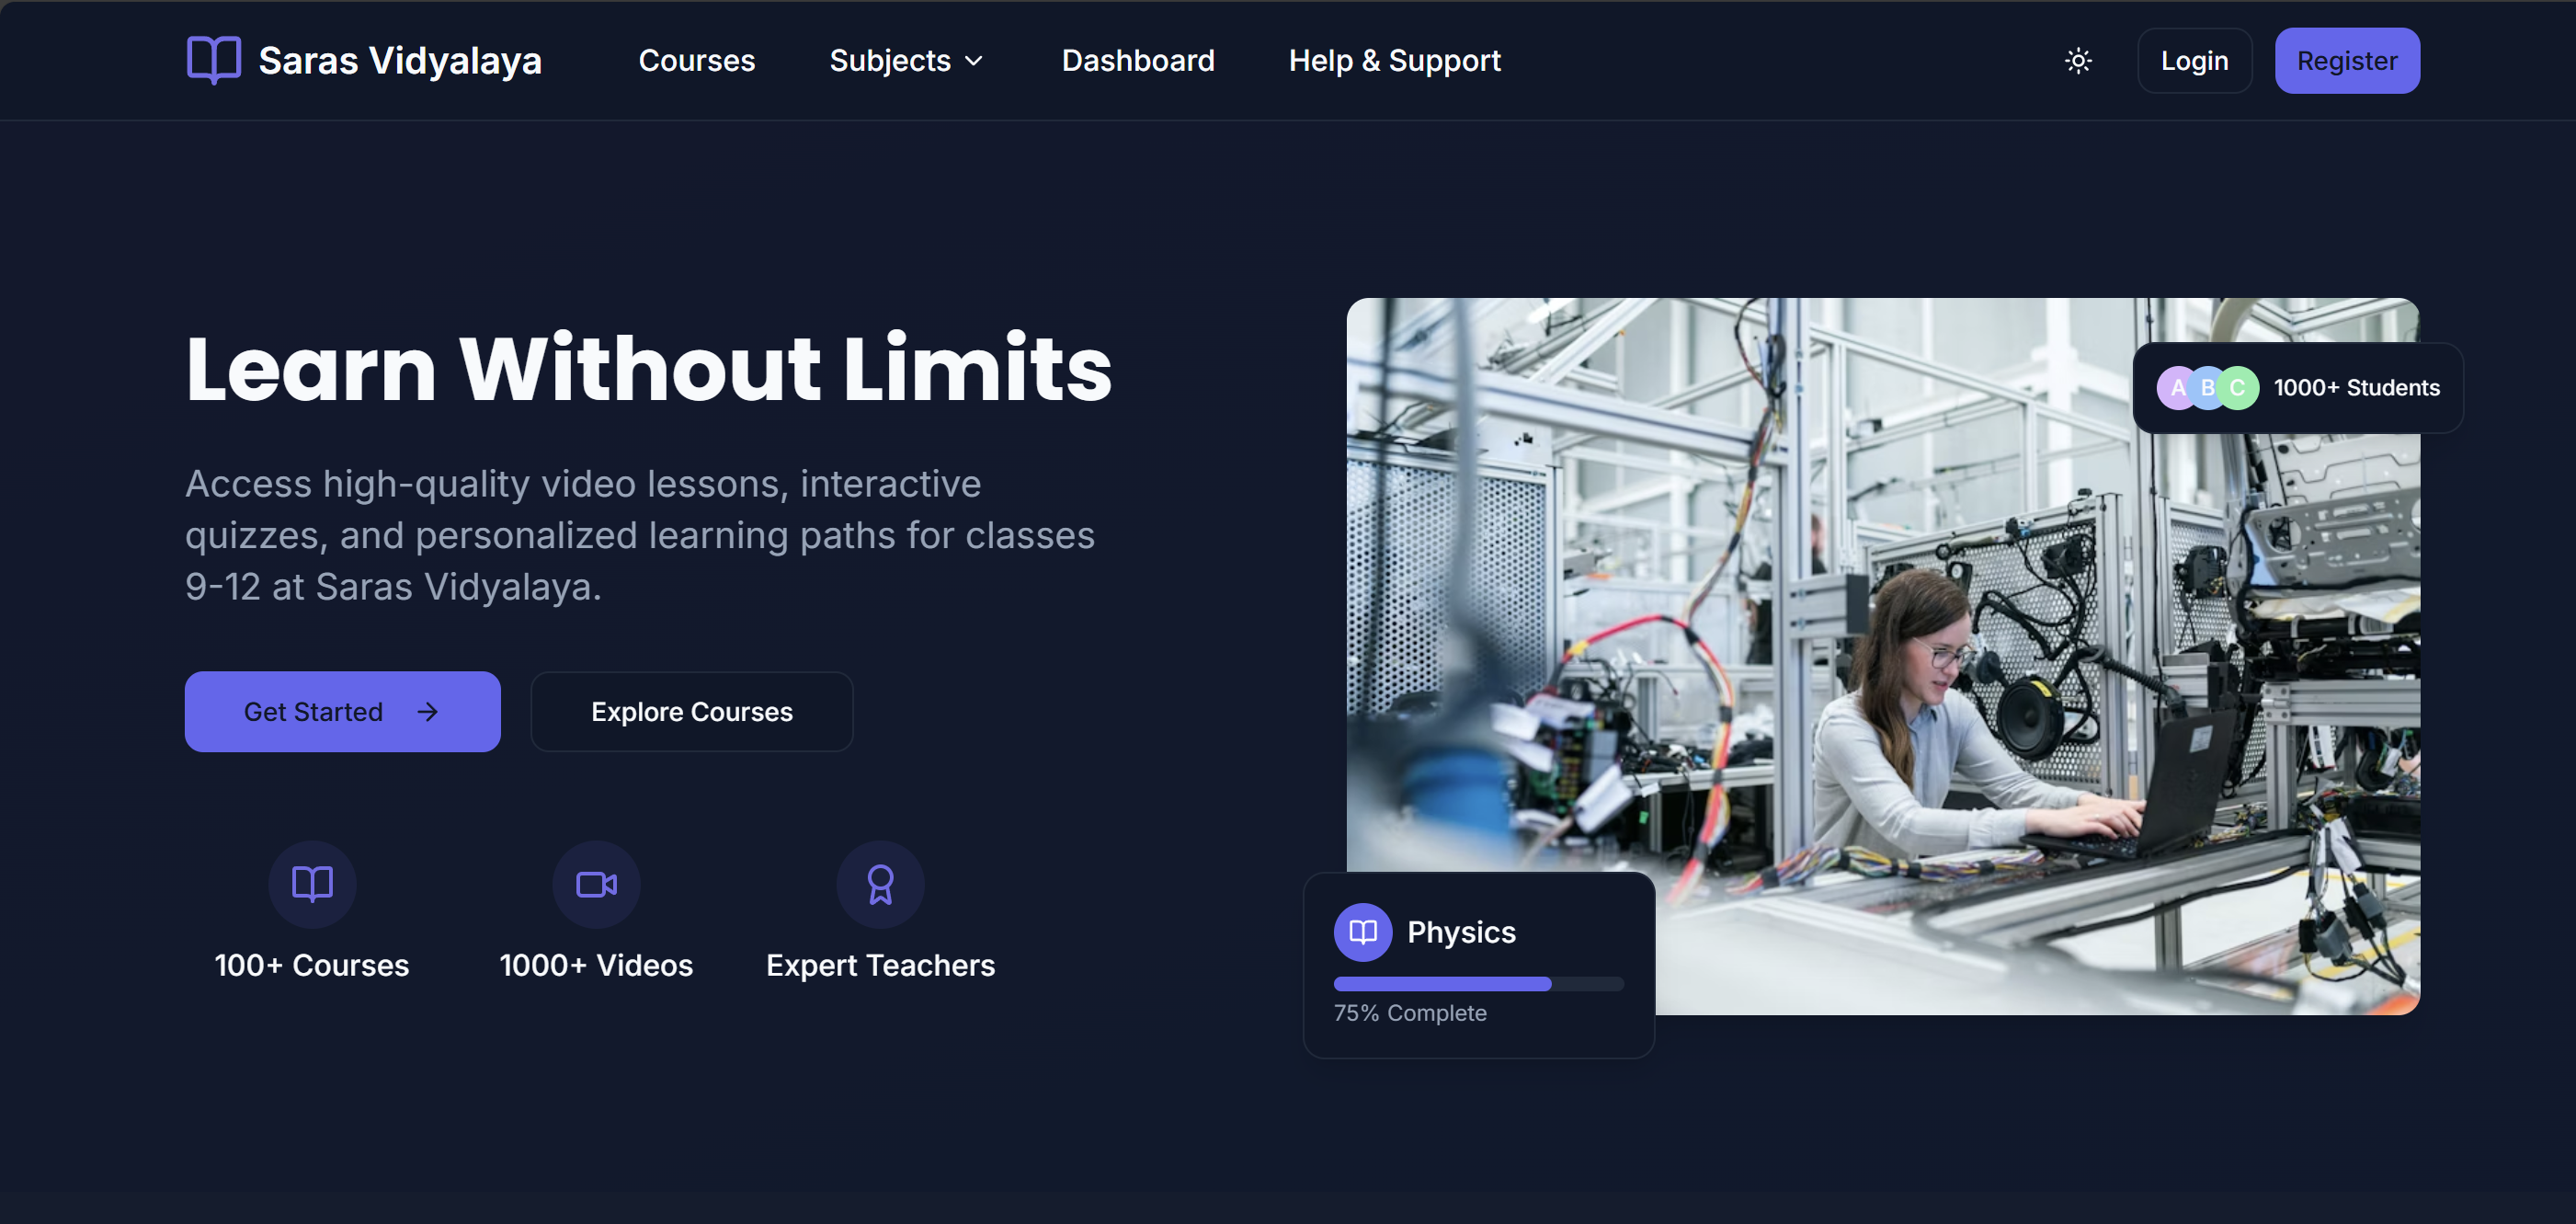 Saras Vidyalaya
Courses
Subjects
Dashboard
Help & Support
Login
Register
Learn Without Limits
Access high-quality video lessons, interactive
quizzes, and personalized learning paths for classes
9-12 at Saras Vidyalaya.
Get Started
Explore Courses
100+ Courses
1000+ Videos
Expert Teachers
A B C 1000+ Students
Physics
75% Complete